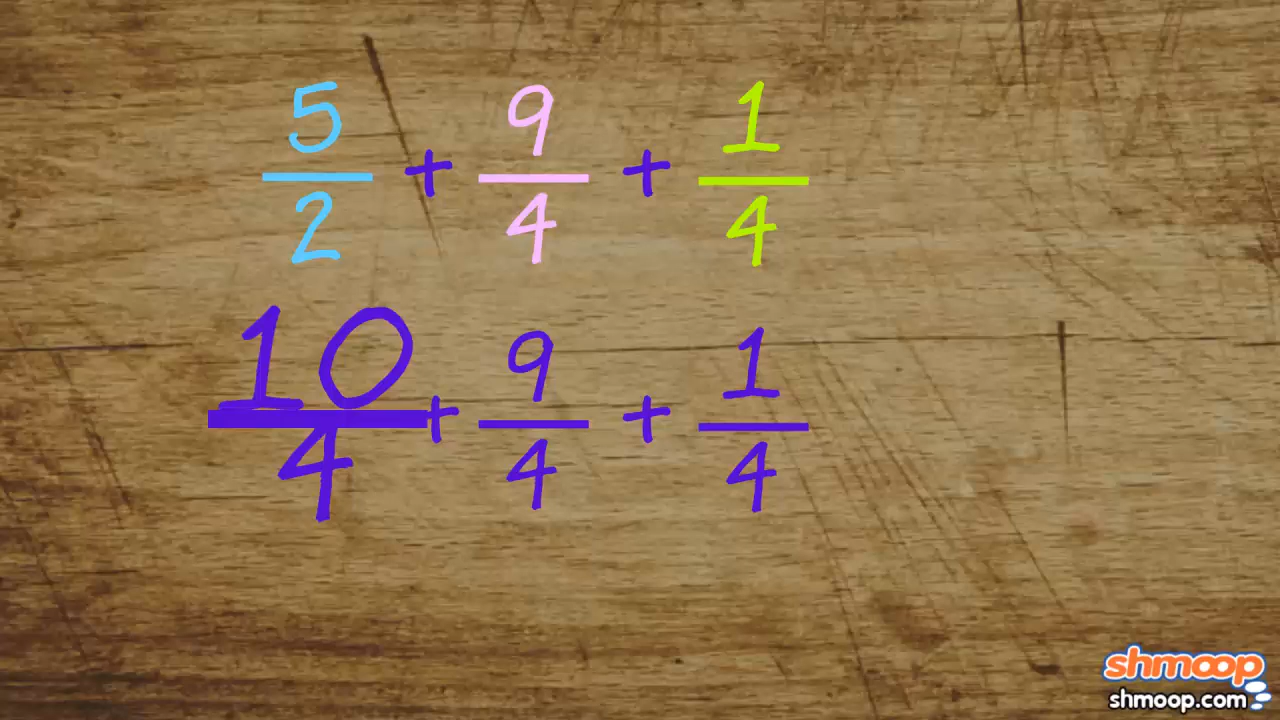 5/2 + 9/4 + 1/4
10/4 + 9/4 + 1/4
shmoop
shmoop.com